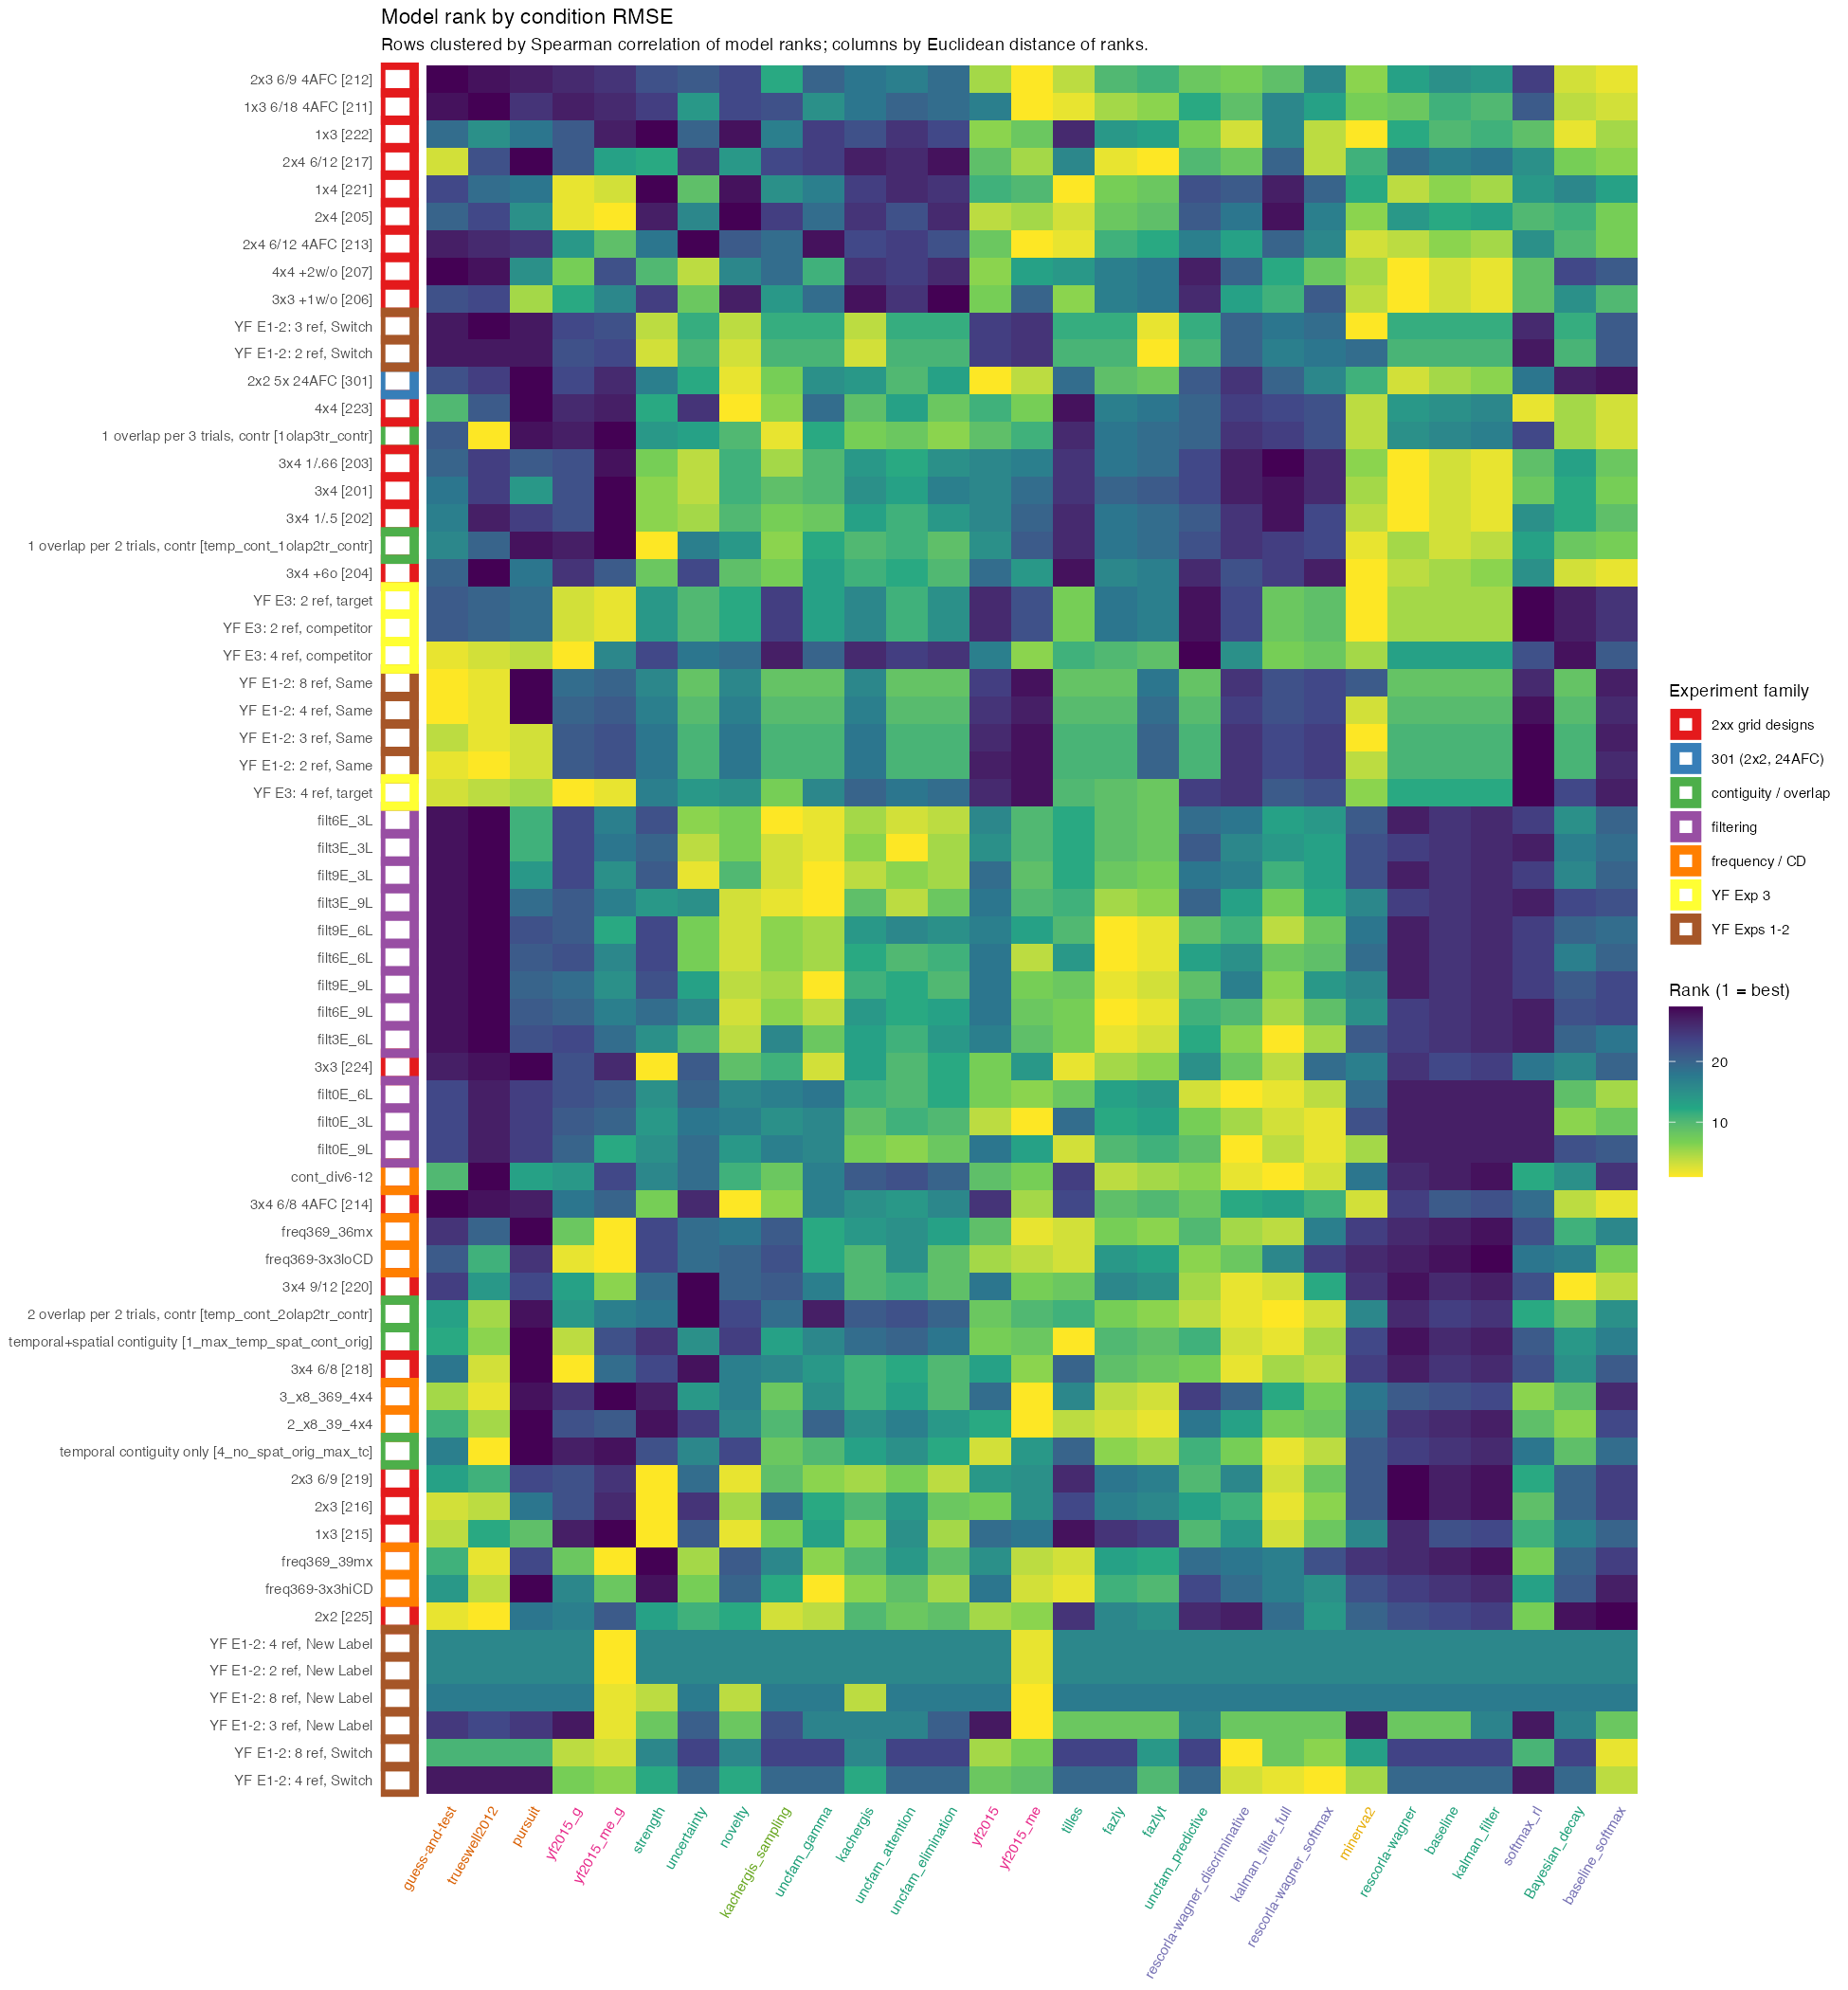 Model rank by condition RMSE
Rows clustered by Spearman correlation of model ranks; columns by Euclidean distance of ranks.
2x3 6/9 4AFC [212]
1x3 6/18 4AFC [211]
1x3 [222]
2x4 6/12 [217]
1x4 [221]
2x4 [205]
2x4 6/12 4AFC [213]
4x4 +2w/o [207]
3x3 +1w/o [206]
YF E1-2: 3 ref, Switch
YF E1-2: 2 ref, Switch
2x2 5x 24AFC [301]
4x4 [223]
1 overlap per 3 trials, contr [1olap3tr_contr]
3x4 1/.66 [203]
3x4 [201]
3x4 1/.5 [202]
1 overlap per 2 trials, contr [temp_cont_1olap2tr_contr]
3x4 +6o [204]
YF E3: 2 ref, target
YF E3: 2 ref, competitor
YF E3: 4 ref, competitor
YF E1-2: 8 ref, Same
YF E1-2: 4 ref, Same
YF E1-2: 3 ref, Same
YF E1-2: 2 ref, Same
YF E3: 4 ref, target
filt6E_3L
filt3E_3L
filt9E_3L
filt3E_9L
filt9E_6L
filt6E_6L
filt9E_9L
filt6E_9L
filt3E_6L
3x3 [224]
filt0E_6L
filt0E_3L
filt0E_9L
cont_div6-12
3x4 6/8 4AFC [214]
freq369_36mx
freq369-3x3loCD
3x4 9/12 [220]
2 overlap per 2 trials, contr [temp_cont_2olap2tr_contr]
temporal+spatial contiguity [1_max_temp_spat_cont_orig]
3x4 6/8 [218]
3_x8_369_4x4
2_x8_39_4x4
temporal contiguity only [4_no_spat_orig_max_tc]
2x3 6/9 [219]
2x3 [216]
1x3 [215]
freq369_39mx
freq369-3x3hiCD
2x2 [225]
YF E1-2: 4 ref, New Label
YF E1-2: 2 ref, New Label
YF E1-2: 8 ref, New Label
YF E1-2: 3 ref, New Label
YF E1-2: 8 ref, Switch
YF E1-2: 4 ref, Switch
guess-and-test
trueswell2012
pursuit
yf2015_g
yf2015_me_g
strength
uncertainty
novelty
kachergis_sampling
uncfam_gamma
kachergis
uncfam_attention
uncfam_elimination
yf2015
yf2015_me
tilles
fazly
fazlyt
uncfam_predictive
rescorla-wagner_discriminative
kalman_filter_full
rescorla-wagner_softmax
minerva2
rescorla-wagner
baseline
kalman_filter
softmax_rl
Bayesian_decay
baseline_softmax
Experiment family
2xx grid designs
301 (2x2, 24AFC)
contiguity / overlap
filtering
frequency / CD
YF Exp 3
YF Exps 1-2
Rank (1 = best)
20
10